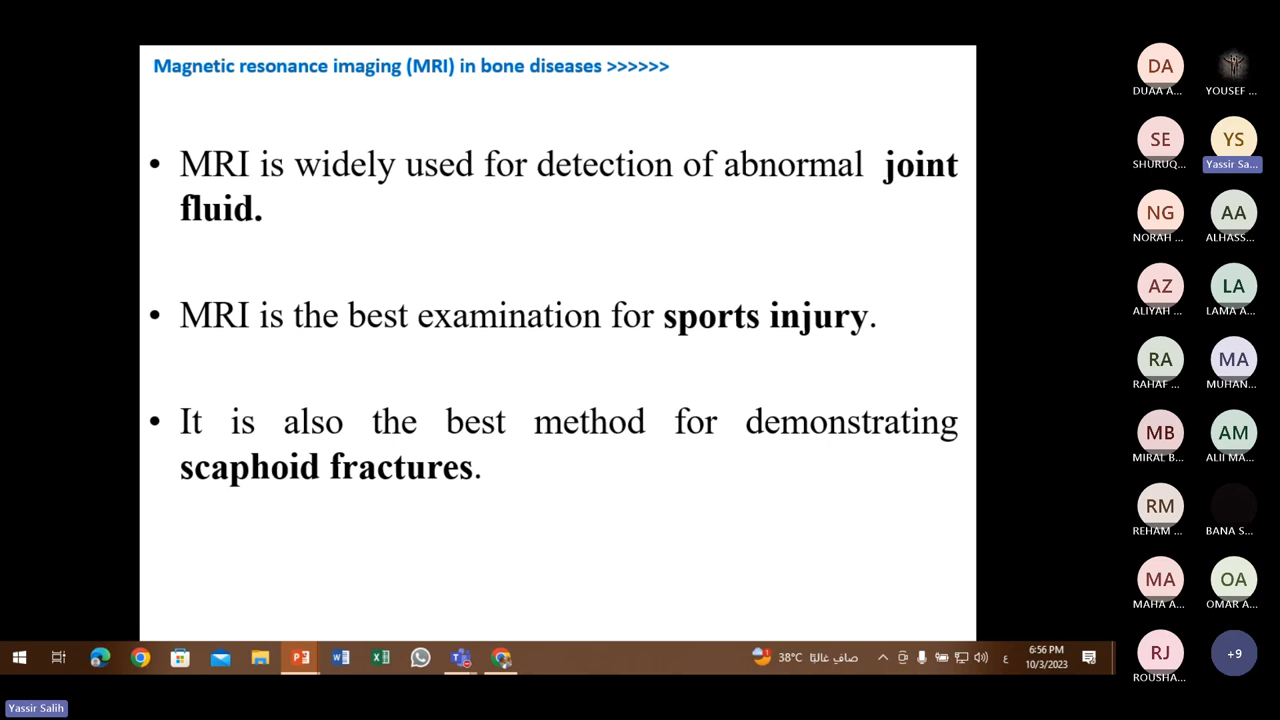 Magnetic resonance imaging (MRI) in bone diseases >>>>>>
• MRI is widely used for detection of abnormal joint
fluid.
• MRI is the best examination for sports injury.
• It is also the best method for demonstrating
scaphoid fractures.
DA
DUAA A...
YOUSEF ...
SE
SHURUQ...
YS
Yassir Sa...
NG
NORAH ...
AA
ALHASS...
AZ
ALIYAH ...
LA
LAMA A...
RA
RAHAF ...
MA
MUHAN...
MB
MIRAL B...
AM
ALII MA...
RM
REHAM ...
BANA S...
MA
MAHA A...
OA
OMAR A...
RJ
ROUSHA...
+9
38°C صافي غالبًا
ع
6:56 PM
10/3/2023
Yassir Salih